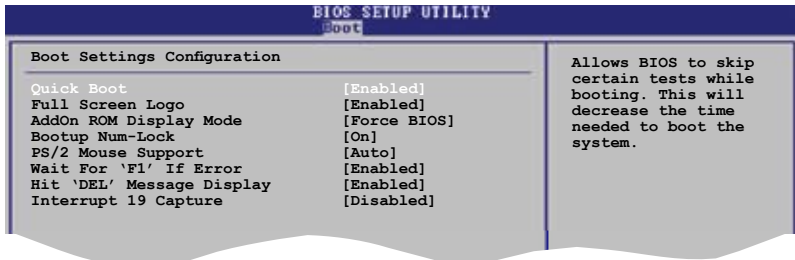 BIOS SETUP UTILITY
Boot
Boot Settings Configuration
Quick Boot [Enabled]
Full Screen Logo [Enabled]
AddOn ROM Display Mode [Force BIOS]
Bootup Num-Lock [On]
PS/2 Mouse Support [Auto]
Wait For ‘F1’ If Error [Enabled]
Hit ‘DEL’ Message Display [Enabled]
Interrupt 19 Capture [Disabled]
Allows BIOS to skip
certain tests while
booting. This will
decrease the time
needed to boot the
system.